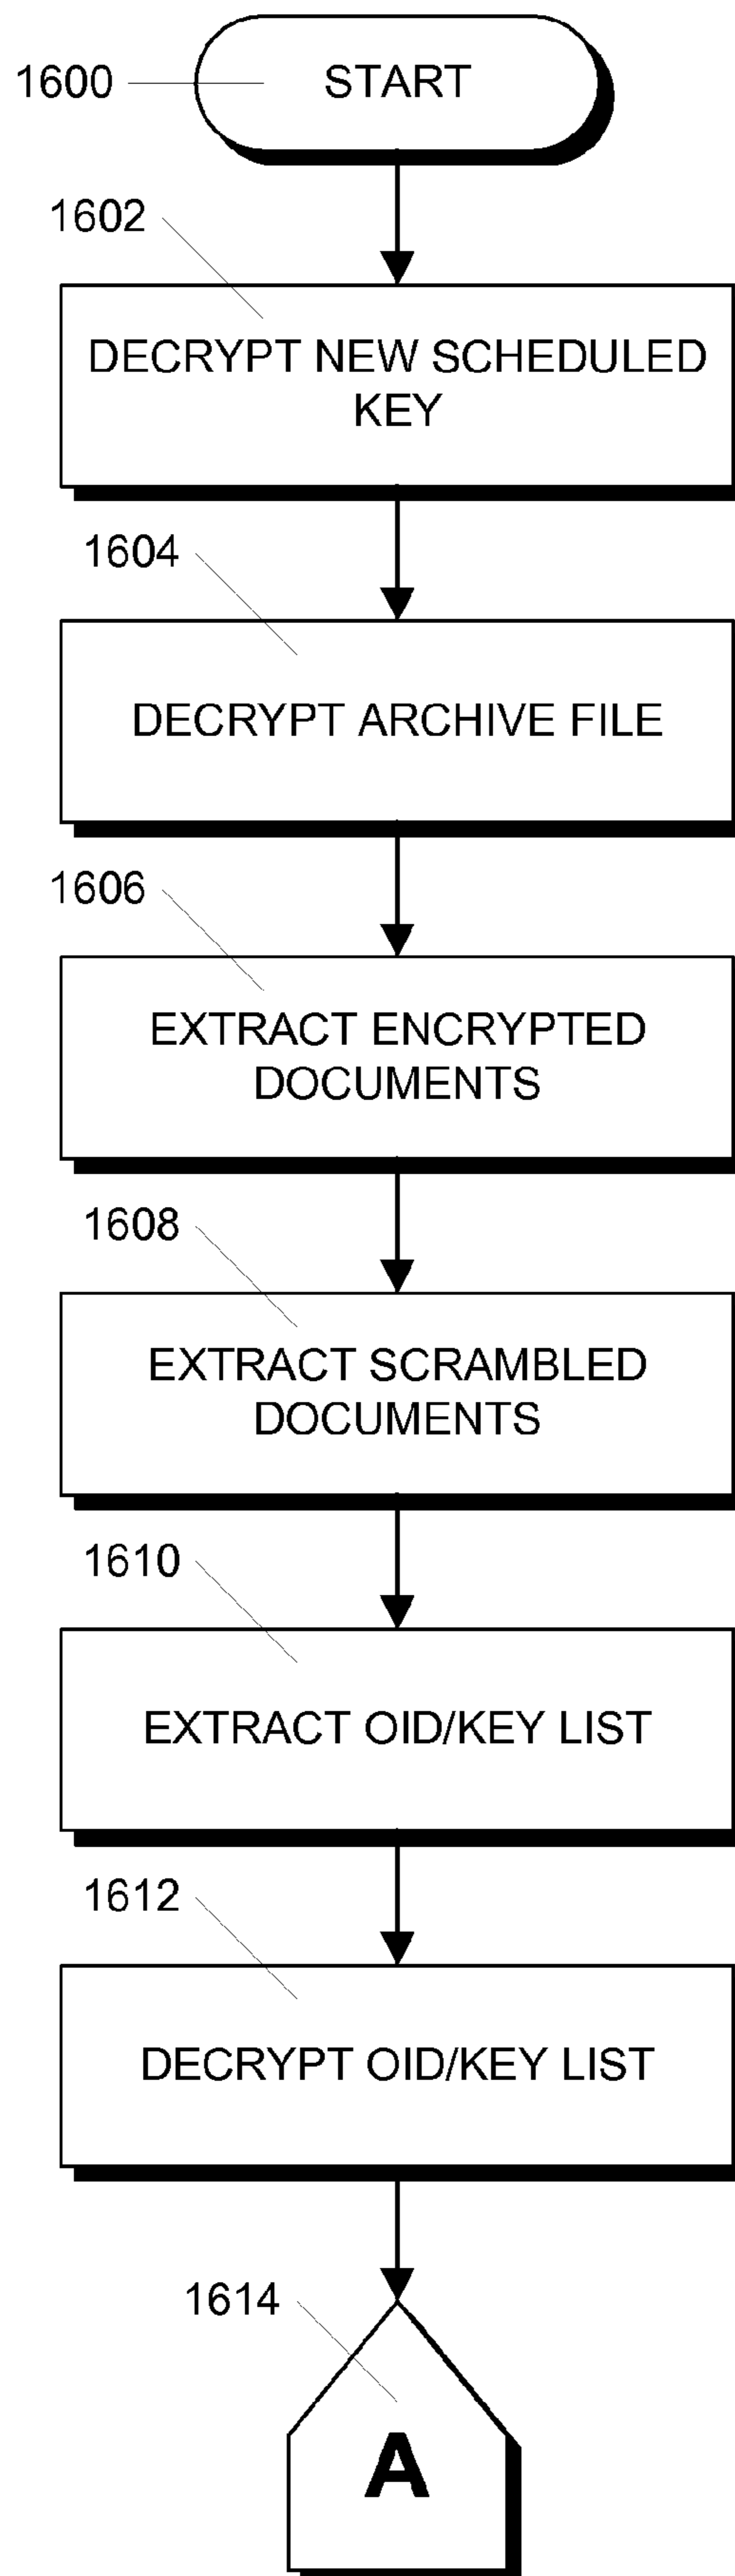 1600
START
1602
DECRYPT NEW SCHEDULED
KEY
1604
DECRYPT ARCHIVE FILE
1606
EXTRACT ENCRYPTED
DOCUMENTS
1608
EXTRACT SCRAMBLED
DOCUMENTS
1610
EXTRACT OID/KEY LIST
1612
DECRYPT OID/KEY LIST
1614
A